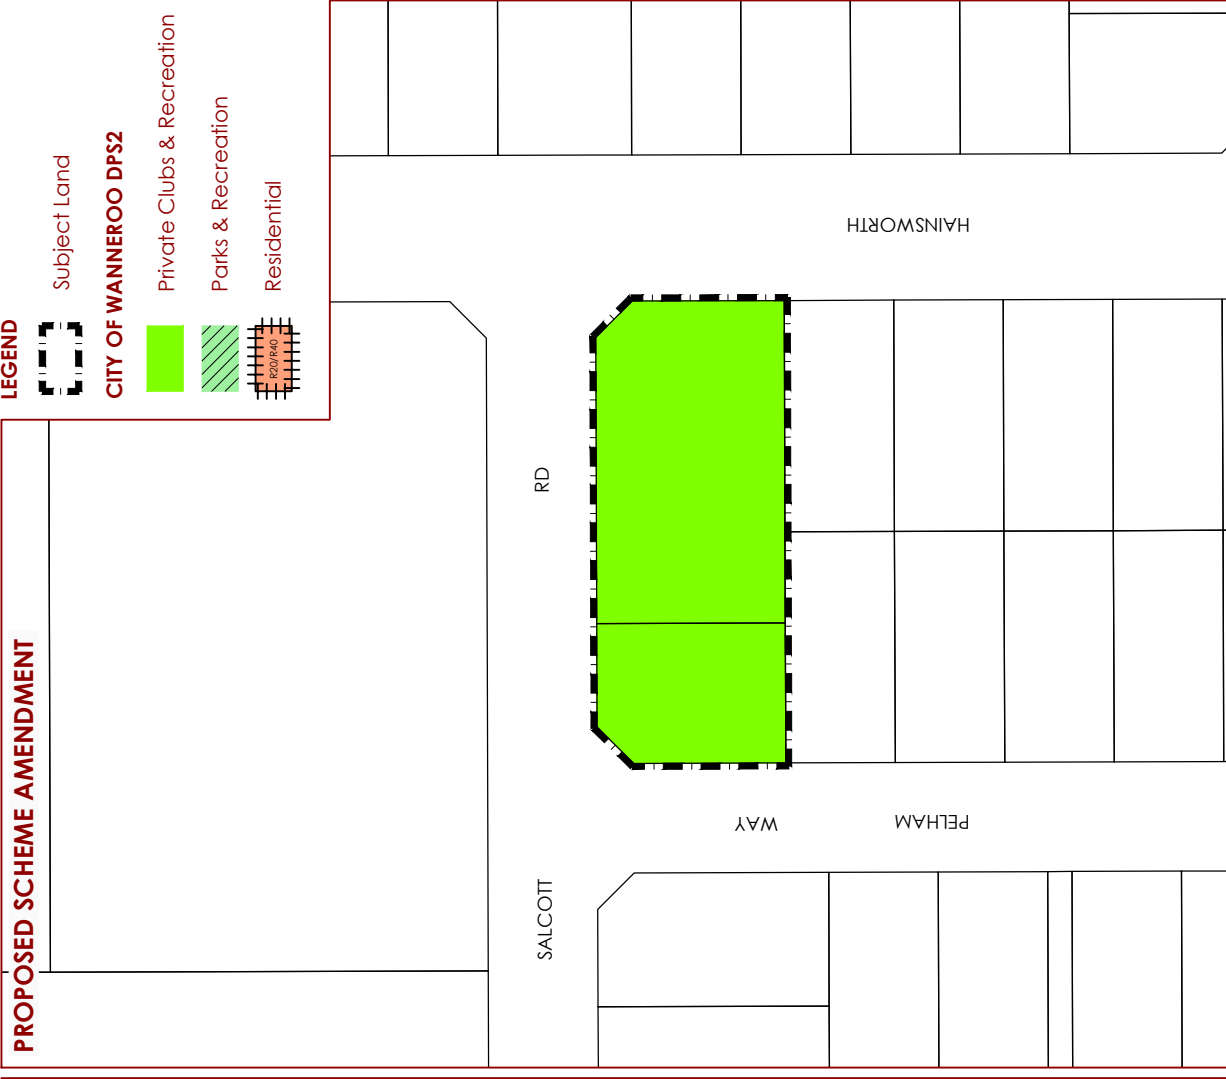 PROPOSED SCHEME AMENDMENT
LEGEND
Subject Land
CITY OF WANNEROO DPS2
Private Clubs & Recreation
Parks & Recreation
R20/R40
Residential
SALCOTT
RD
HAINSWORTH
PELHAM
WAY